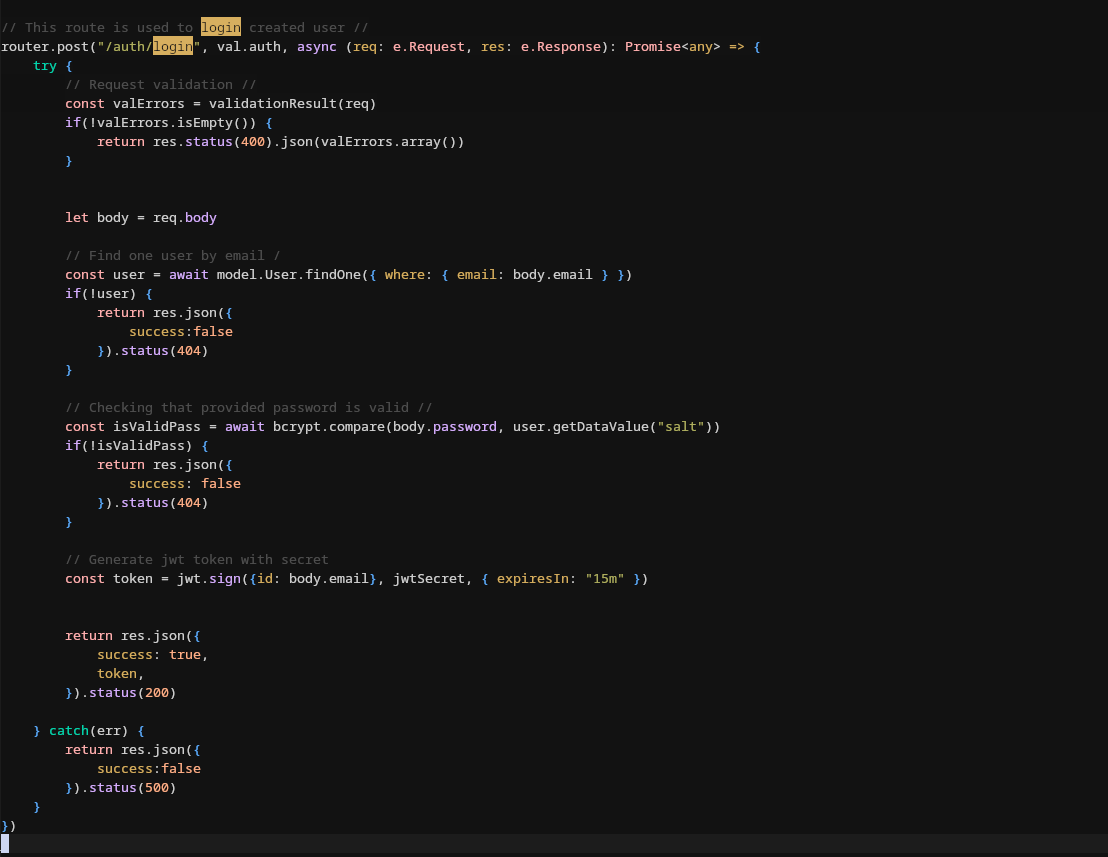 // This route is used to login created user //
router.post("/auth/login", val.auth, async (req: e.Request, res: e.Response): Promise<any> => {
    try {
        // Request validation //
        const valErrors = validationResult(req)
        if(!valErrors.isEmpty()) {
            return res.status(400).json(valErrors.array())
        }
        let body = req.body
        // Find one user by email /
        const user = await model.User.findOne({ where: { email: body.email } })
        if(!user) {
            return res.json({
                success:false
            }).status(404)
        }
        // Checking that provided password is valid //
        const isValidPass = await bcrypt.compare(body.password, user.getDataValue("salt"))
        if(!isValidPass) {
            return res.json({
                success: false
            }).status(404)
        }
        // Generate jwt token with secret
        const token = jwt.sign({id: body.email}, jwtSecret, { expiresIn: "15m" })
        return res.json({
            success: true,
            token,
        }).status(200)
    } catch(err) {
        return res.json({
            success:false
        }).status(500)
    }
})